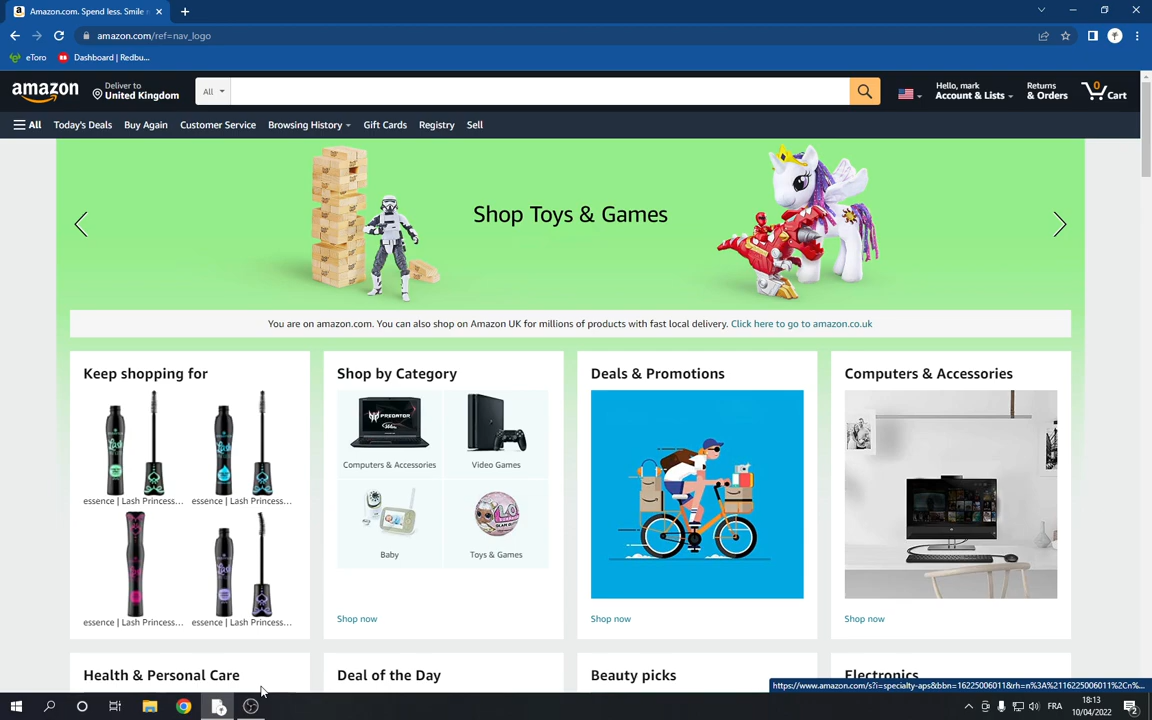 Amazon.com. Spend less. Smile
amazon.com/ref=nav_logo
eToro
Dashboard | Redbu...
amazon
Deliver to
United Kingdom
All
Hello, mark
Account & Lists
Returns
& Orders
0
Cart
All
Today's Deals
Buy Again
Customer Service
Browsing History
Gift Cards
Registry
Sell
Shop Toys & Games
You are on amazon.com. You can also shop on Amazon UK for millions of products with fast local delivery. Click here to go to amazon.co.uk
Keep shopping for
essence | Lash Princess...
essence | Lash Princess...
essence | Lash Princess...
essence | Lash Princess...
Shop by Category
PREDATOR
Computers & Accessories
Video Games
Baby
Toys & Games
Shop now
Deals & Promotions
Shop now
Computers & Accessories
Shop now
Health & Personal Care
Deal of the Day
Beauty picks
Electronics
https://www.amazon.com/s?i=specialty-aps&bbn=16225006011&rh=n%3A%2116225006011%2Cn%...
FRA
18:13
10/04/2022
2